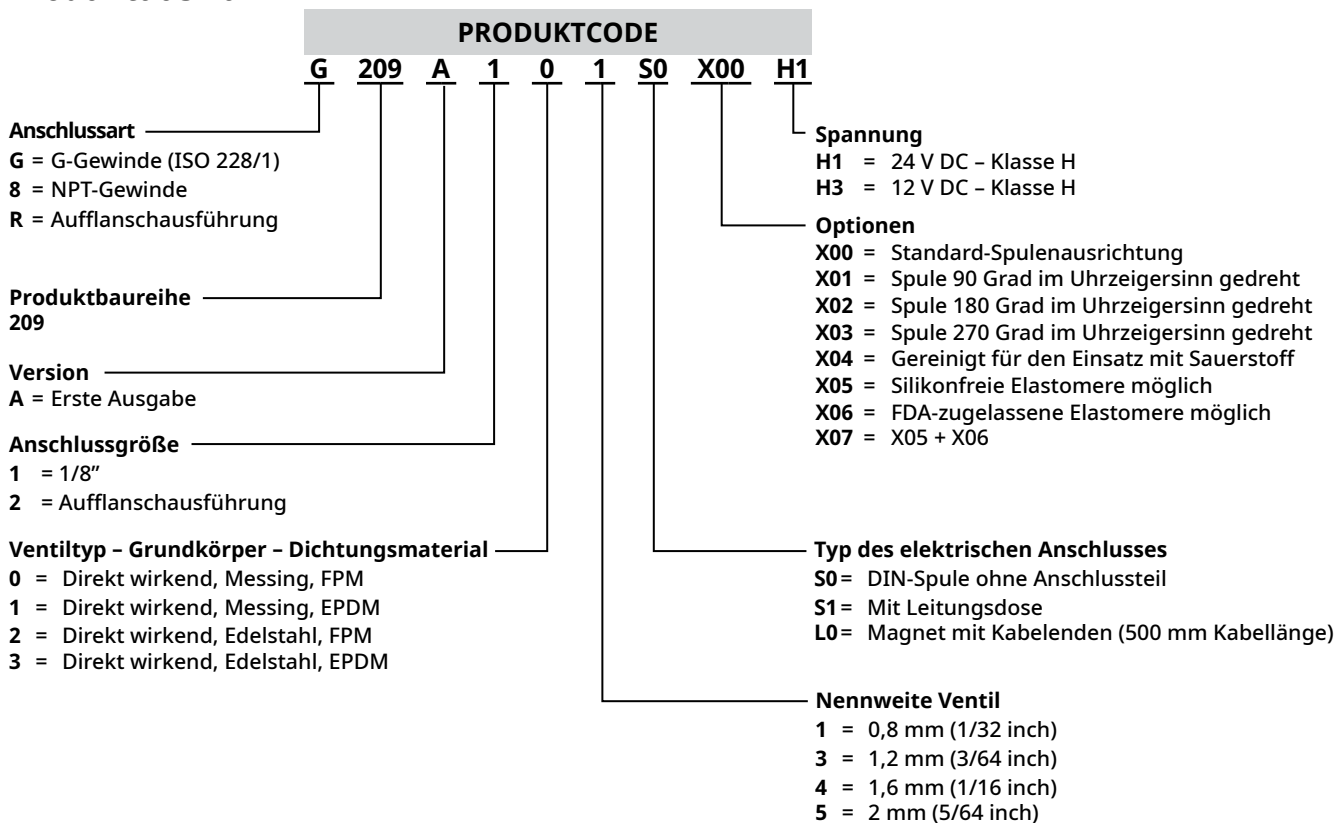 PRODUKTCODE
G 209 A 1 0 1 S0 X00 H1
Anschlussart
G = G-Gewinde (ISO 228/1)
8 = NPT-Gewinde
R = Aufflanschausführung
Produktbaureihe
209
Version
A = Erste Ausgabe
Anschlussgröße
1 = 1/8”
2 = Aufflanschausführung
Ventiltyp – Grundkörper – Dichtungsmaterial
0 = Direkt wirkend, Messing, FPM
1 = Direkt wirkend, Messing, EPDM
2 = Direkt wirkend, Edelstahl, FPM
3 = Direkt wirkend, Edelstahl, EPDM
Spannung
H1 = 24 V DC – Klasse H
H3 = 12 V DC – Klasse H
Optionen
X00 = Standard-Spulenausrichtung
X01 = Spule 90 Grad im Uhrzeigersinn gedreht
X02 = Spule 180 Grad im Uhrzeigersinn gedreht
X03 = Spule 270 Grad im Uhrzeigersinn gedreht
X04 = Gereinigt für den Einsatz mit Sauerstoff
X05 = Silikonfreie Elastomere möglich
X06 = FDA-zugelassene Elastomere möglich
X07 = X05 + X06
Typ des elektrischen Anschlusses
S0 = DIN-Spule ohne Anschlussteil
S1 = Mit Leitungsdose
L0 = Magnet mit Kabelenden (500 mm Kabellänge)
Nennweite Ventil
1 = 0,8 mm (1/32 inch)
3 = 1,2 mm (3/64 inch)
4 = 1,6 mm (1/16 inch)
5 = 2 mm (5/64 inch)